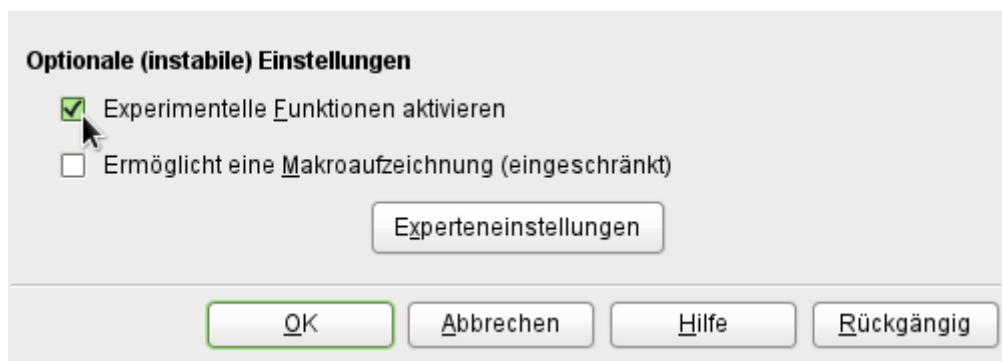 Optionale (instabile) Einstellungen
Experimentelle Funktionen aktivieren
Ermöglicht eine Makroaufzeichnung (eingeschränkt)
Experteneinstellungen
OK Abbrechen Hilfe Rückgängig